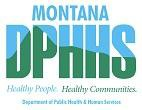 MONTANA
DPHHS
Healthy People. Healthy Communities.
Department of Public Health & Human Services